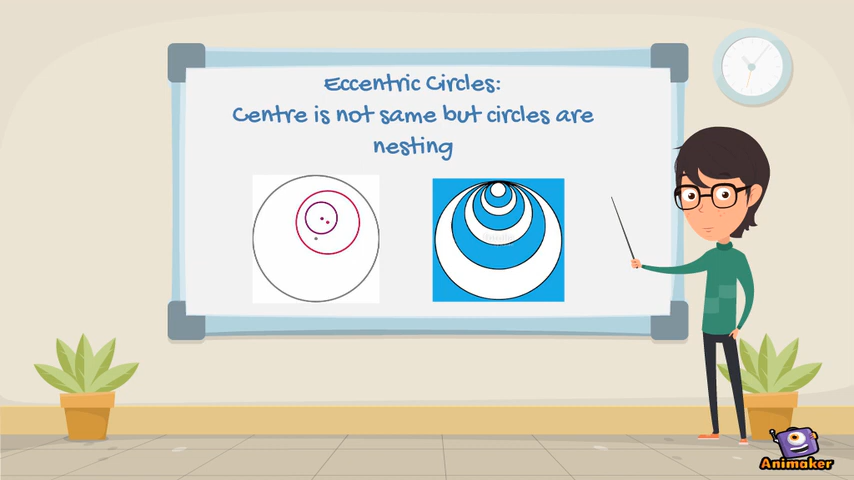 Eccentric Circles:
Centre is not same but circles are
nesting
Animaker